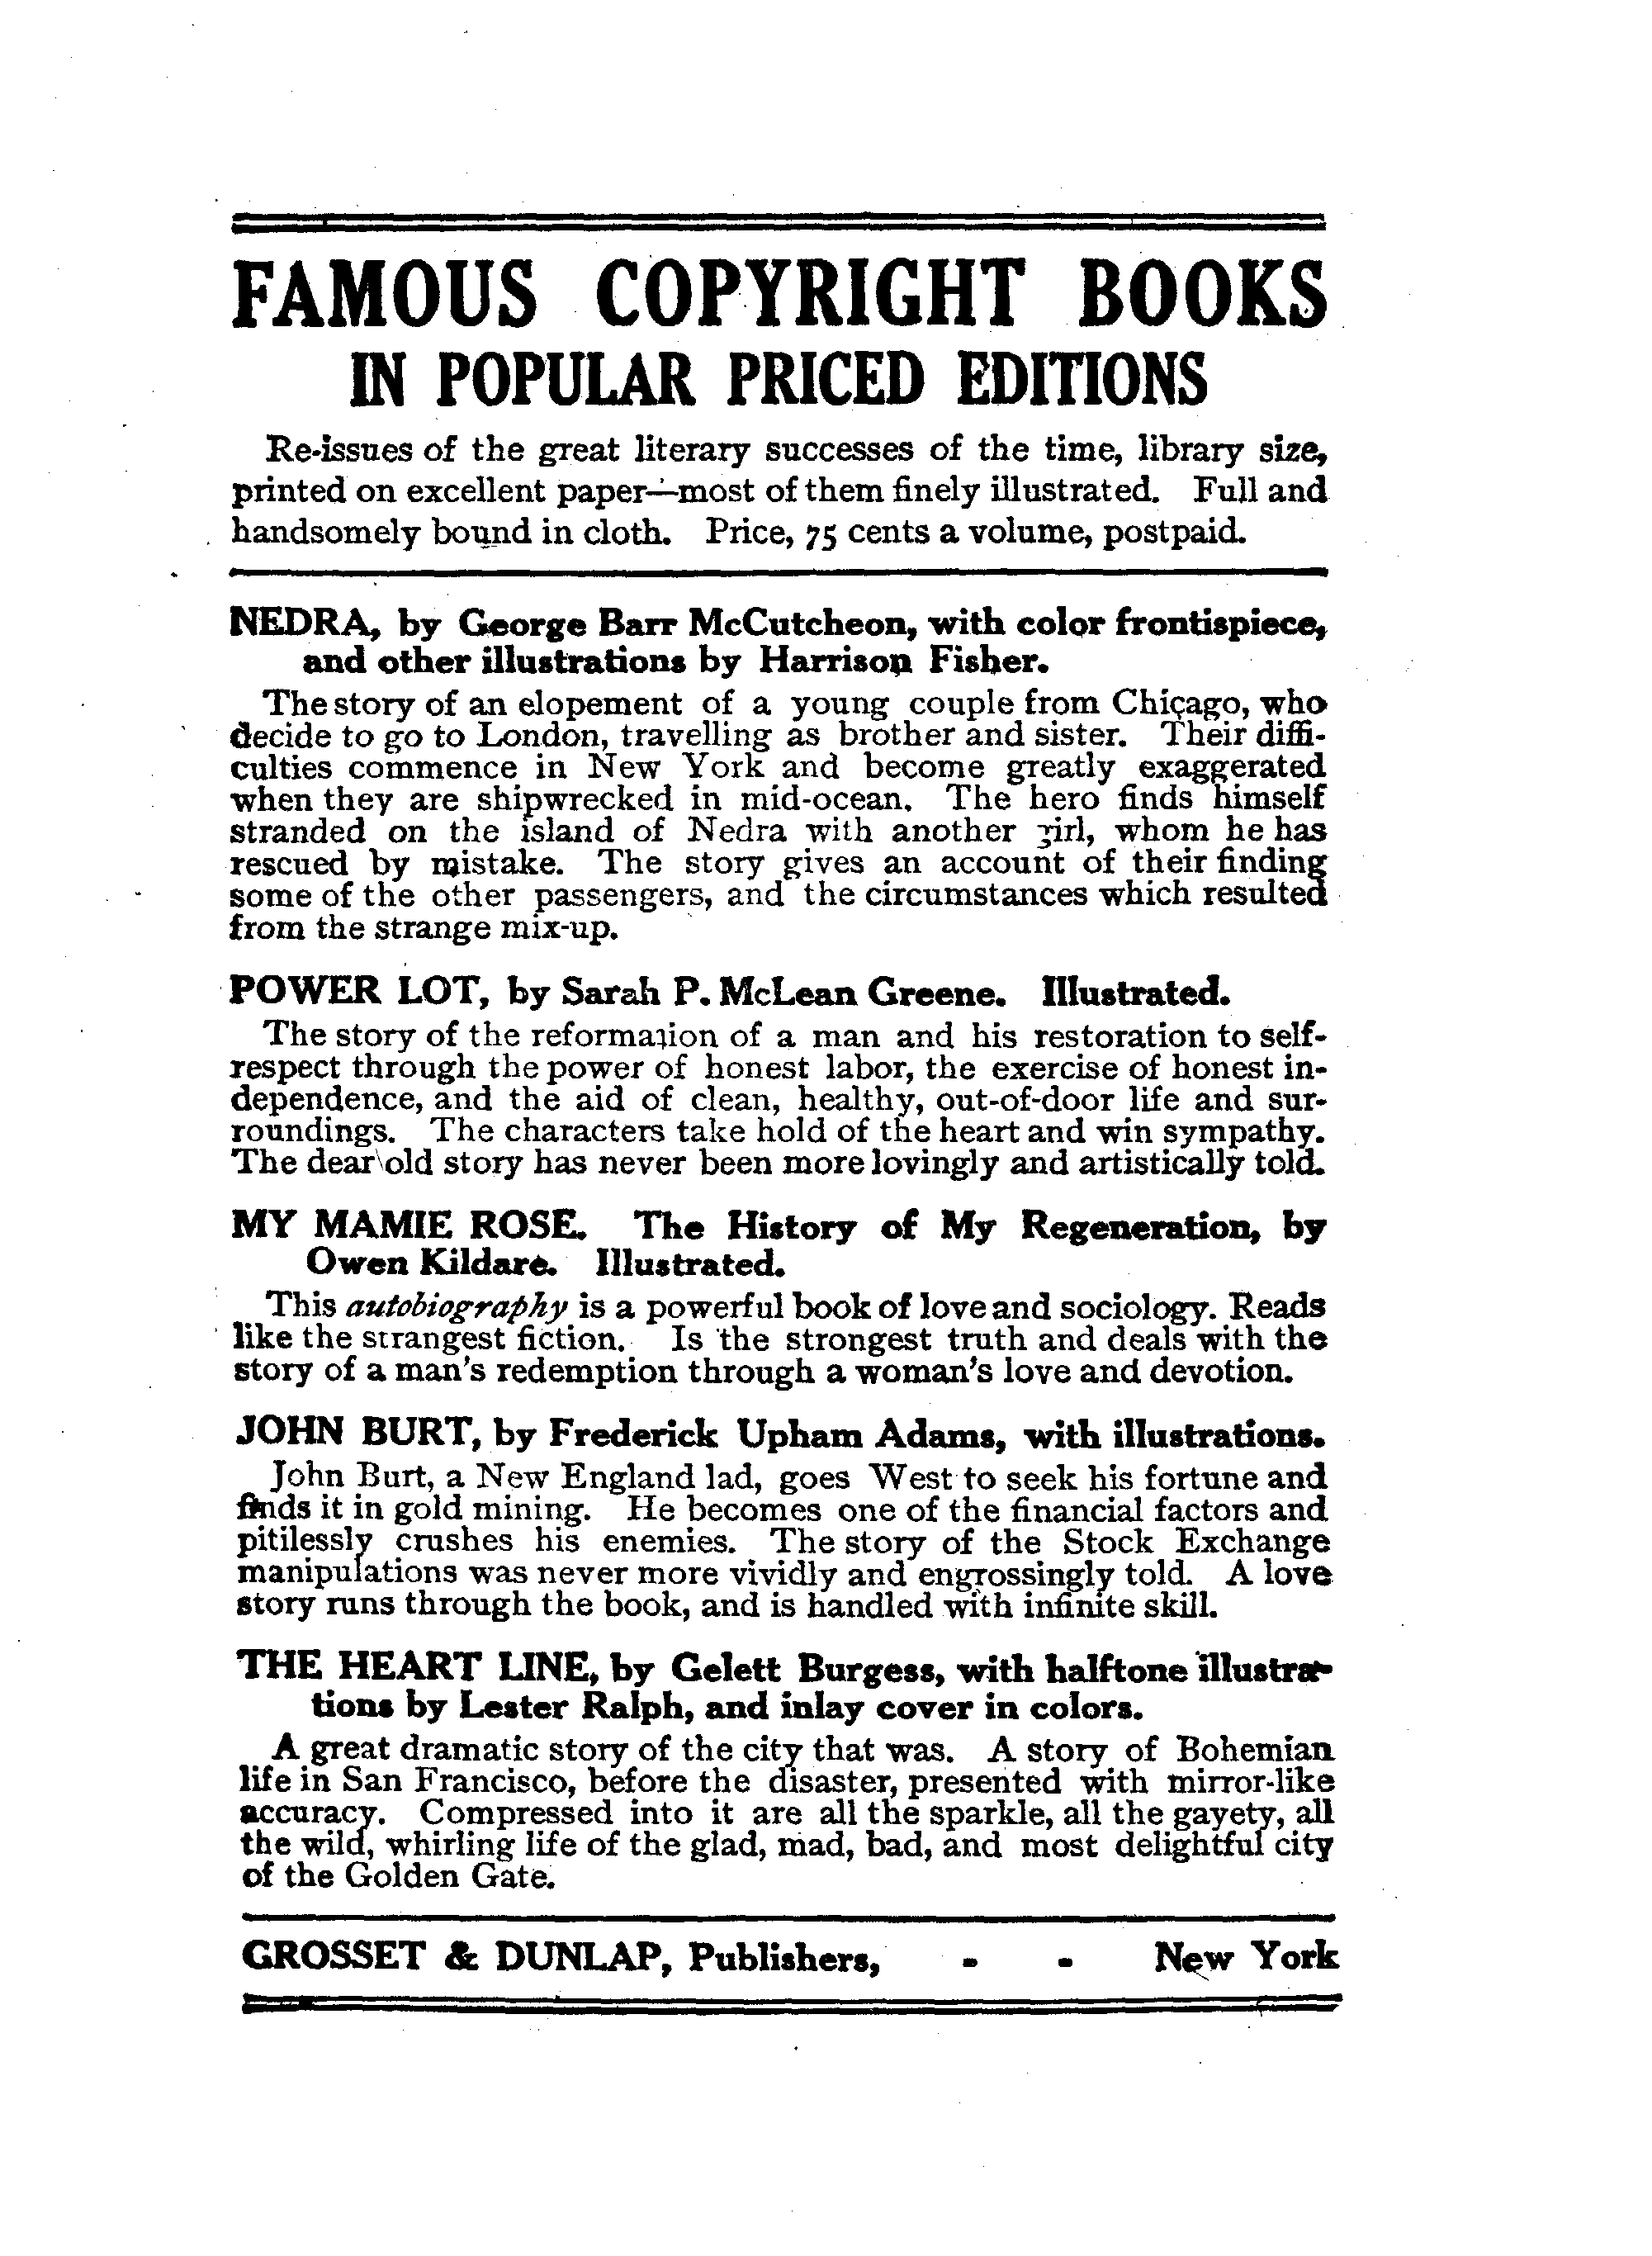 FAMOUS COPYRIGHT BOOKS
IN POPULAR PRICED EDITIONS
Re-issues of the great literary successes of the time, library size,
printed on excellent paper—most of them finely illustrated. Full and
handsomely bound in cloth. Price, 75 cents a volume, postpaid.
NEDRA, by George Barr McCutcheon, with color frontispiece,
and other illustrations by Harrison Fisher.
The story of an elopement of a young couple from Chicago, who
decide to go to London, travelling as brother and sister. Their diffi-
culties commence in New York and become greatly exaggerated
when they are shipwrecked in mid-ocean. The hero finds himself
stranded on the island of Nedra with another girl, whom he has
rescued by mistake. The story gives an account of their finding
some of the other passengers, and the circumstances which resulted
from the strange mix-up.
POWER LOT, by Sarah P. McLean Greene. Illustrated.
The story of the reformation of a man and his restoration to self-
respect through the power of honest labor, the exercise of honest in-
dependence, and the aid of clean, healthy, out-of-door life and sur-
roundings. The characters take hold of the heart and win sympathy.
The dear old story has never been more lovingly and artistically told.
MY MAMIE ROSE. The History of My Regeneration, by
Owen Kildare. Illustrated.
This autobiography is a powerful book of love and sociology. Reads
like the strangest fiction. Is the strongest truth and deals with the
story of a man's redemption through a woman's love and devotion.
JOHN BURT, by Frederick Upham Adams, with illustrations.
John Burt, a New England lad, goes West to seek his fortune and
finds it in gold mining. He becomes one of the financial factors and
pitilessly crushes his enemies. The story of the Stock Exchange
manipulations was never more vividly and engrossingly told. A love
story runs through the book, and is handled with infinite skill.
THE HEART LINE, by Gelett Burgess, with halftone illustra-
tions by Lester Ralph, and inlay cover in colors.
A great dramatic story of the city that was. A story of Bohemian
life in San Francisco, before the disaster, presented with mirror-like
accuracy. Compressed into it are all the sparkle, all the gayety, all
the wild, whirling life of the glad, mad, bad, and most delightful city
of the Golden Gate.
GROSSET & DUNLAP, Publishers, - - New York